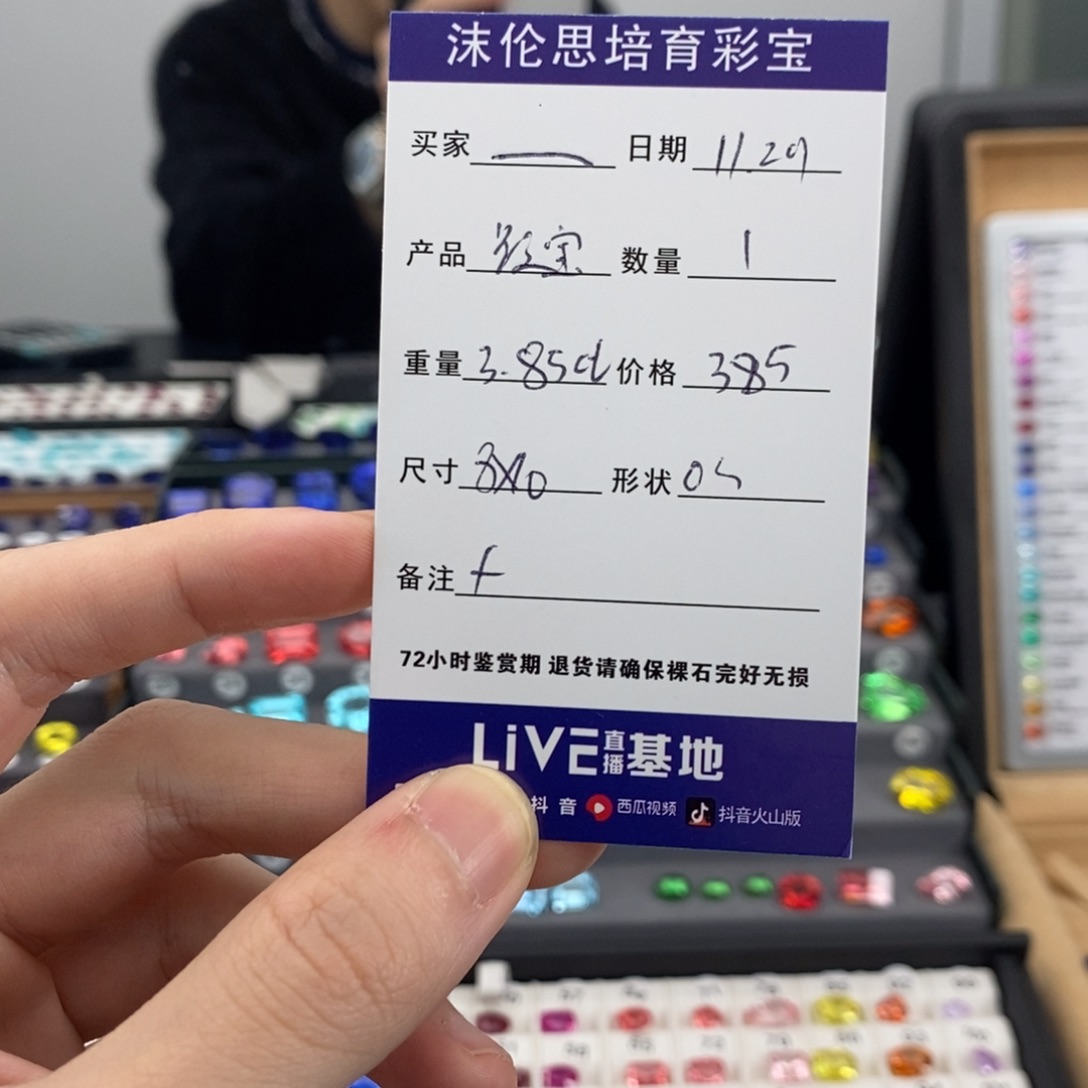 沫伦思培育彩宝
买家 日期 11.29
产品 宝 数量 1
重量 3.85ct 价格 385
尺寸 8X10 形状 OS
备注
72小时鉴赏期 退货请确保裸石完好无损
LiVE直播基地
抖音 西瓜视频 抖音火山版